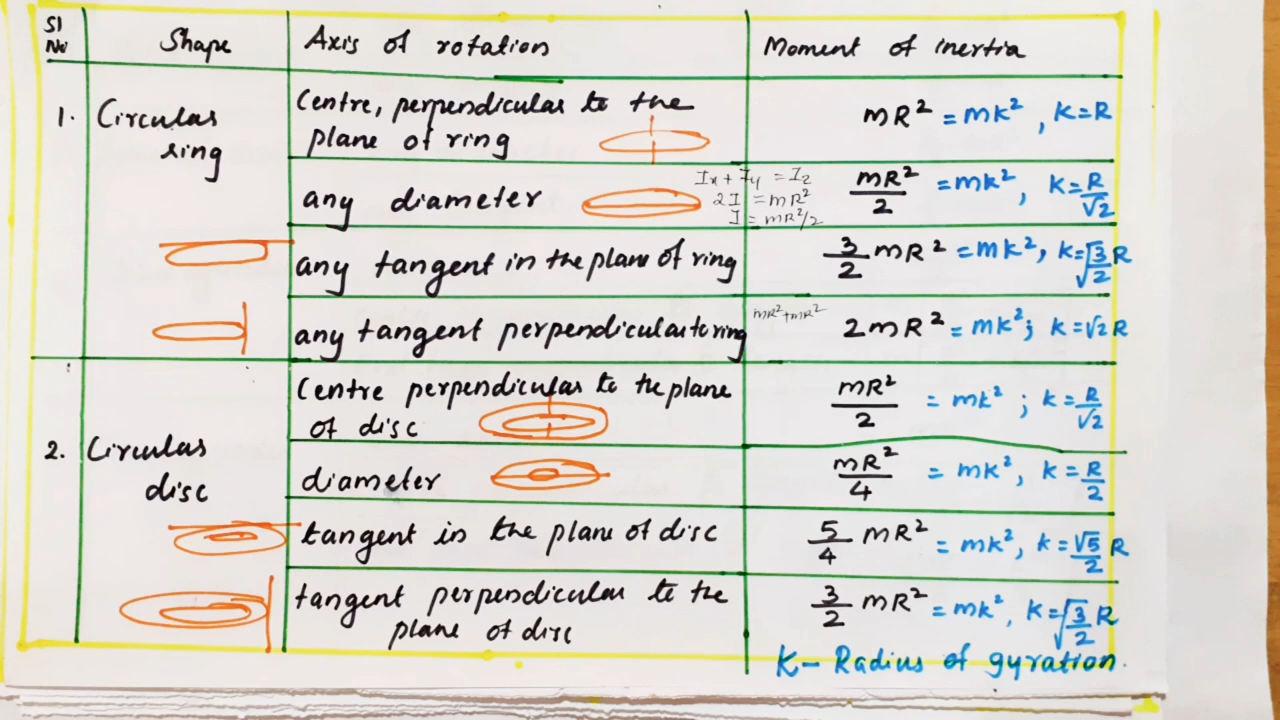 Sl No
Shape
Axis of rotation
Moment of inertia
1. Circular ring
Centre, perpendicular to the
plane of ring
mR² = mk², k=R
any diameter
Ix + Iy = Iz
2I = mR²
I = mR²/2
mR²/2 = mk², k=R/√2
any tangent in the plane of ring
3/2 mR² = mk², k=√3/2 R
any tangent perpendicular to ring
mR²+mR²
2mR² = mk²; k=√2R
2. Circular disc
Centre perpendicular to the plane
of disc
mR²/2 = mk²; k=R/√2
diameter
mR²/4 = mk², k=R/2
tangent in the plane of disc
5/4 mR² = mk², k=√5/2 R
tangent perpendicular to the
plane of disc
3/2 mR² = mk², k=√3/2 R
K- Radius of gyration.